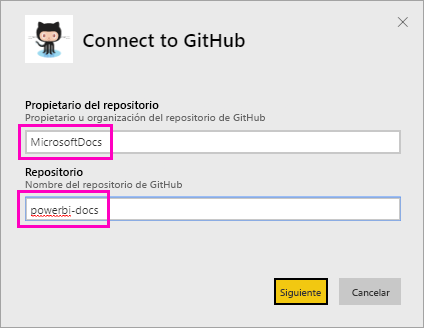 Connect to GitHub
Propietario del repositorio
Propietario u organización del repositorio de GitHub
MicrosoftDocs
Repositorio
Nombre del repositorio de GitHub
powerbi-docs
Siguiente
Cancelar